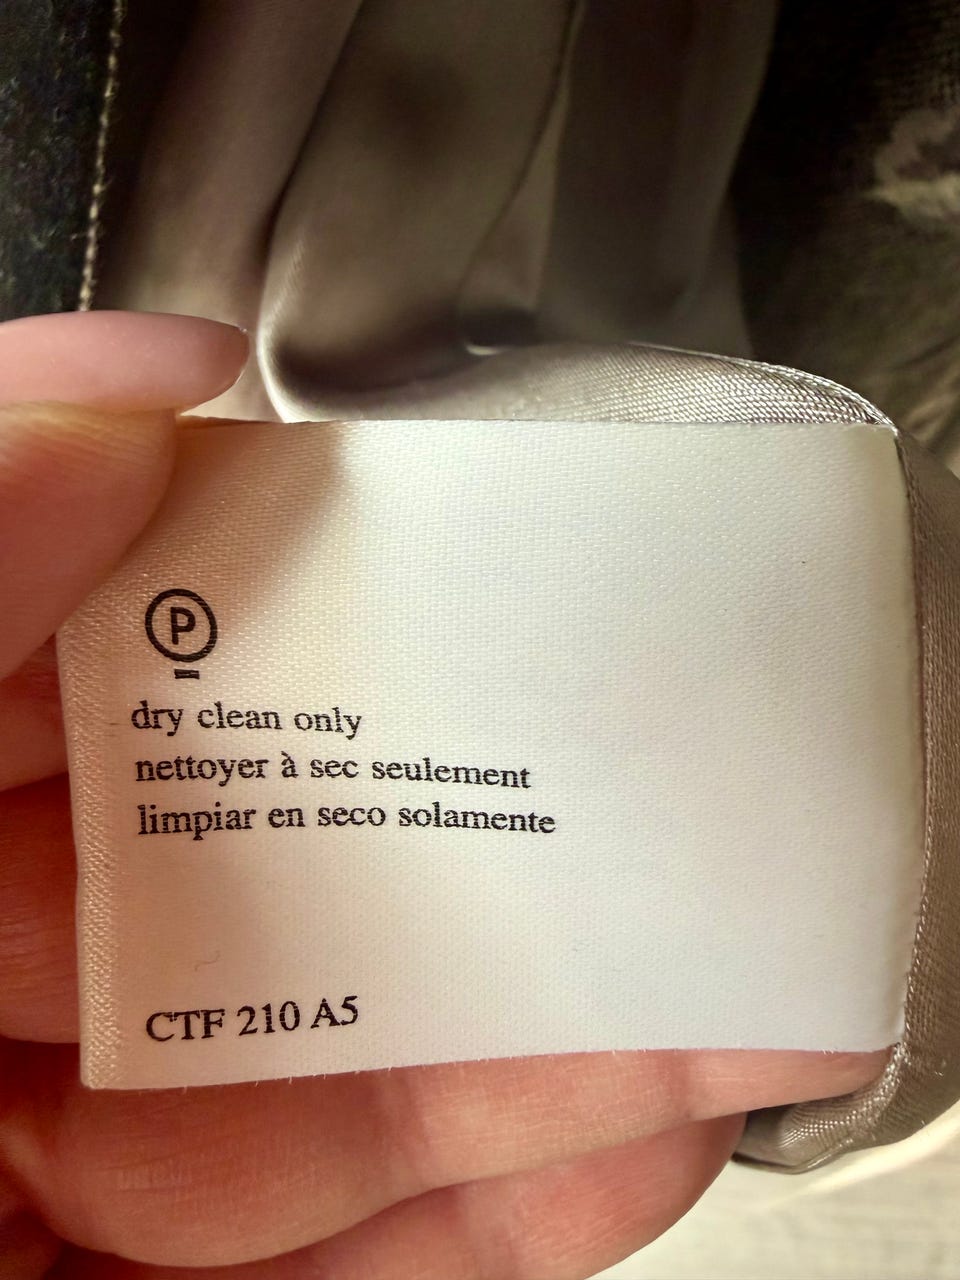 P
dry clean only
nettoyer à sec seulement
limpiar en seco solamente
CTF 210 A5